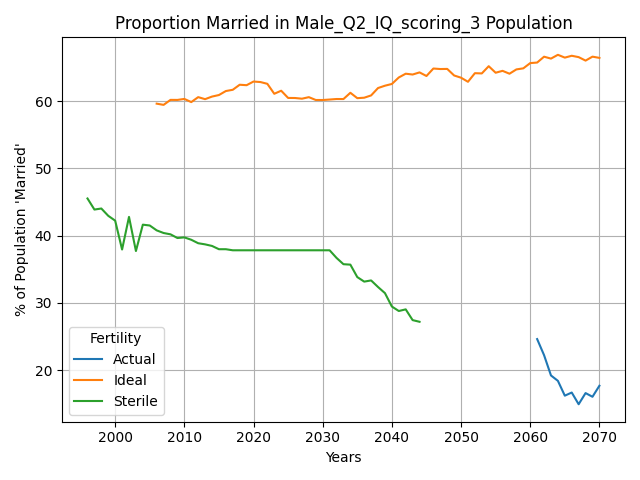 Proportion Married in Male_Q2_IQ_scoring_3 Population
% of Population 'Married'
60
50
40
30
20
Fertility
Actual
Ideal
Sterile
2000 2010 2020 2030 2040 2050 2060 2070
Years